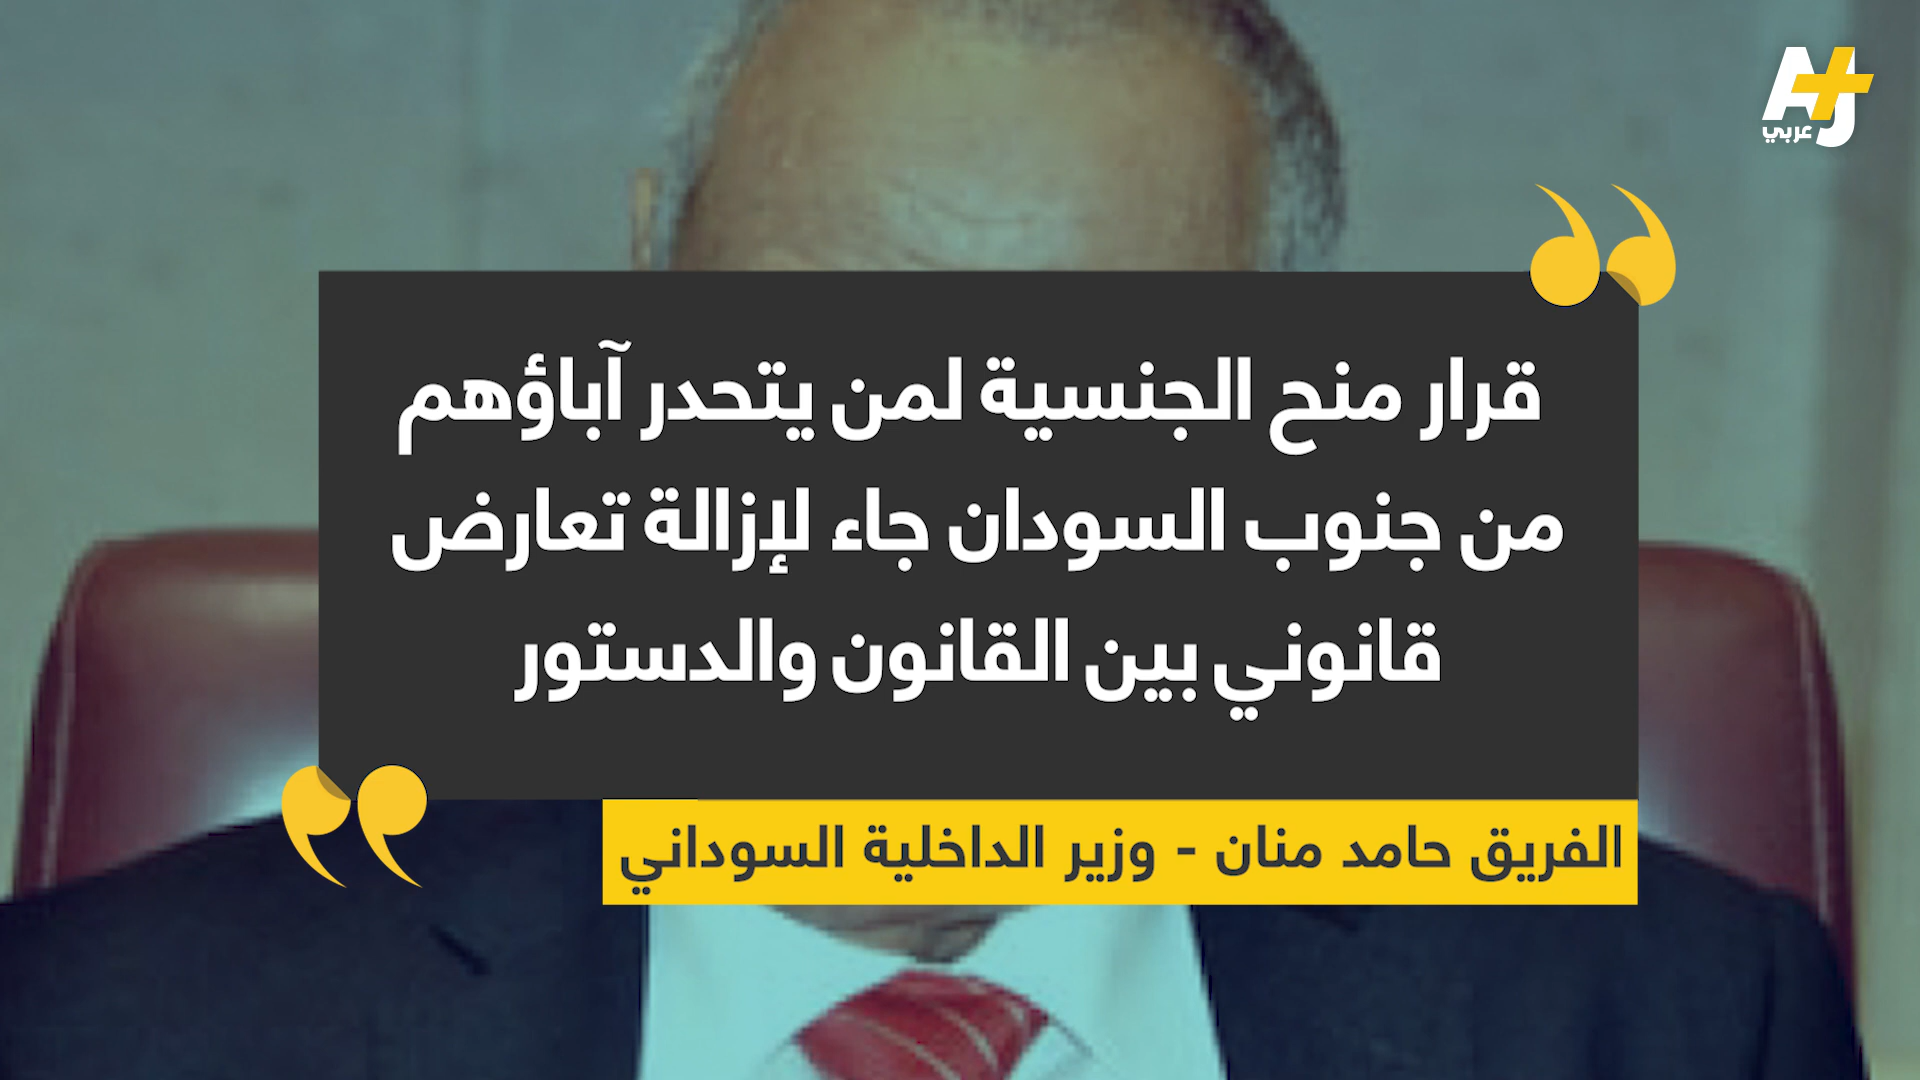 AJ+
عربي
قرار منح الجنسية لمن يتحدر آباؤهم
من جنوب السودان جاء لإزالة تعارض
قانوني بين القانون والدستور
الفريق حامد منان - وزير الداخلية السوداني